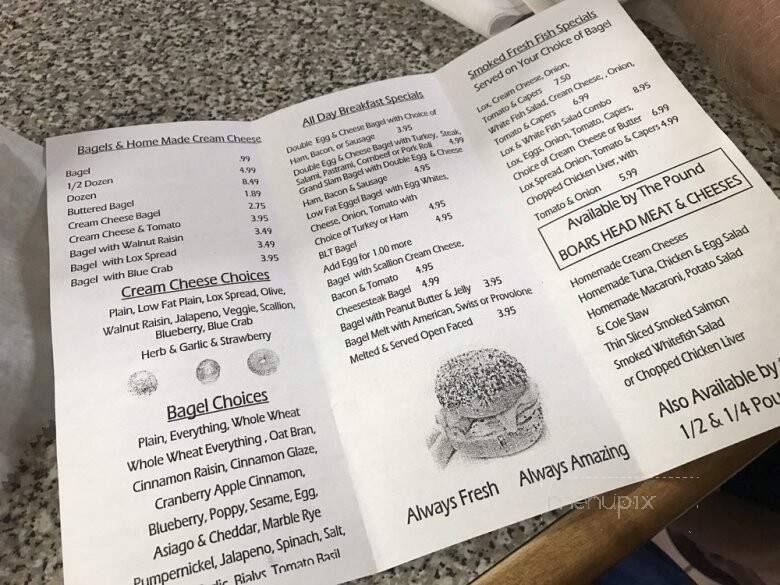 Bagels & Home Made Cream Cheese
Bagel .99
1/2 Dozen 4.99
Dozen 8.49
Buttered Bagel 1.89
Cream Cheese Bagel 2.75
Cream Cheese & Tomato 3.95
Bagel with Walnut Raisin 3.49
Bagel with Lox Spread 3.49
Bagel with Blue Crab 3.95
Cream Cheese Choices
Plain, Low Fat Plain, Lox Spread, Olive,
Walnut Raisin, Jalapeno, Veggie, Scallion,
Blueberry, Blue Crab
Herb & Garlic & Strawberry
Bagel Choices
Plain, Everything, Whole Wheat
Whole Wheat Everything , Oat Bran,
Cinnamon Raisin, Cinnamon Glaze,
Cranberry Apple Cinnamon,
Blueberry, Poppy, Sesame, Egg,
Asiago & Cheddar, Marble Rye
Pumpernickel, Jalapeno, Spinach, Salt,
Bialys, Tomato Basil
All Day Breakfast Specials
Double Egg & Cheese Bagel with Choice of
Ham, Bacon, or Sausage 3.95
Double Egg & Cheese Bagel with Turkey, Steak,
Salami, Pastrami, Cornbeef or Pork Roll 4.99
Grand Slam Bagel with Double Egg & Cheese
Ham, Bacon & Sausage 4.95
Low Fat Eggel Bagel with Egg Whites,
Cheese, Onion, Tomato with
Choice of Turkey or Ham 4.95
BLT Bagel 4.95
Add Egg for 1.00 more
Bagel with Scallion Cream Cheese,
Bacon & Tomato 4.95
Cheesesteak Bagel 4.99
Bagel with Peanut Butter & Jelly 3.95
Bagel Melt with American, Swiss or Provolone
Melted & Served Open Faced 3.95
Always Fresh Always Amazing
Smoked Fresh Fish Specials
Served on Your Choice of Bagel
Lox, Cream Cheese, Onion,
Tomato & Capers 7.50
White Fish Salad, Cream Cheese, , Onion,
Tomato & Capers 6.99
Lox & White Fish Salad Combo 8.95
Lox, Eggs, Onion, Tomato, Capers,
Choice of Cream Cheese or Butter 6.99
Lox Spread, Onion, Tomato & Capers 4.99
Chopped Chicken Liver, with
Tomato & Onion 5.99
Available by The Pound
BOARS HEAD MEAT & CHEESES
Homemade Cream Cheeses
Homemade Tuna, Chicken & Egg Salad
Homemade Macaroni, Potato Salad
& Cole Slaw
Thin Sliced Smoked Salmon
Smoked Whitefish Salad
or Chopped Chicken Liver
Also Available by
1/2 & 1/4 Pou
menupix